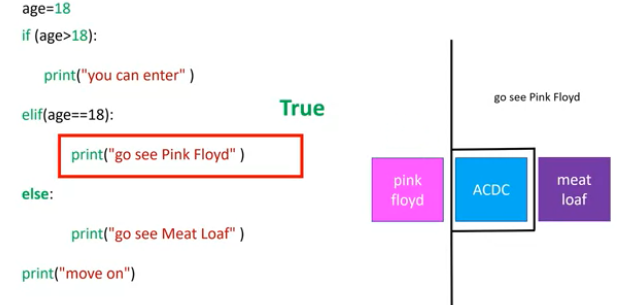 age=18
if (age>18):
print("you can enter" )
elif(age==18):
print("go see Pink Floyd" )
else:
print("go see Meat Loaf" )
print("move on")
True
go see Pink Floyd
pink
floyd
ACDC
meat
loaf